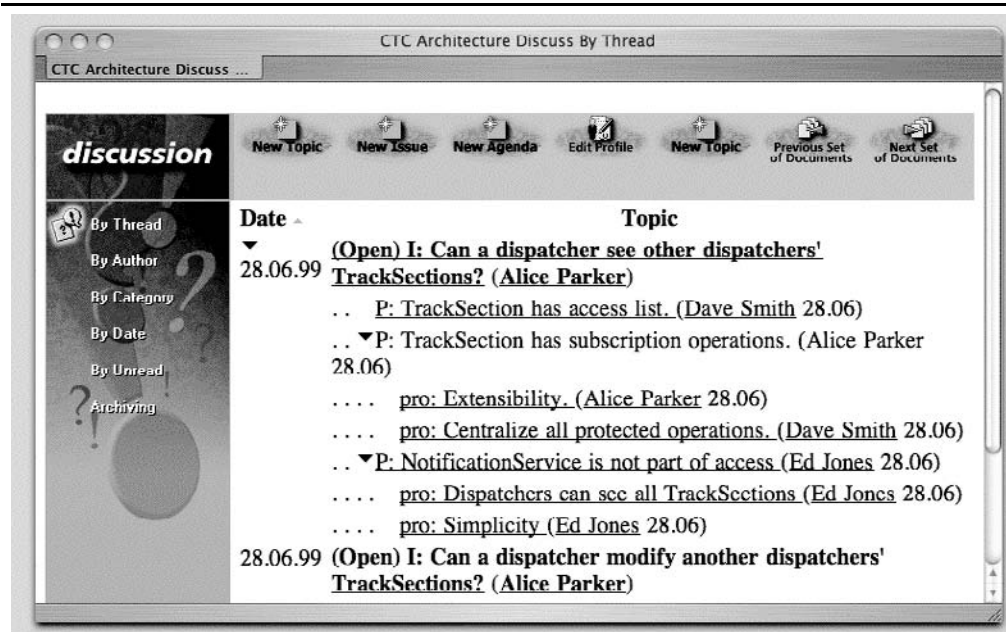 CTC Architecture Discuss By Thread
CTC Architecture Discuss ...
discussion
New Topic
New Issue
New Agenda
Edit Profile
New Topic
Previous Set
of Documents
Next Set
of Documents
By Thread
By Author
By Category
By Date
By Unread
Archiving
Date Topic
(Open) I: Can a dispatcher see other dispatchers'
28.06.99 TrackSections? (Alice Parker)
. . P: TrackSection has access list. (Dave Smith 28.06)
. . ▼P: TrackSection has subscription operations. (Alice Parker
28.06)
. . . . pro: Extensibility. (Alice Parker 28.06)
. . . . pro: Centralize all protected operations. (Dave Smith 28.06)
. . ▼P: NotificationService is not part of access (Ed Jones 28.06)
. . . . pro: Dispatchers can see all TrackSections (Ed Jones 28.06)
. . . . pro: Simplicity (Ed Jones 28.06)
28.06.99 (Open) I: Can a dispatcher modify another dispatchers'
TrackSections? (Alice Parker)